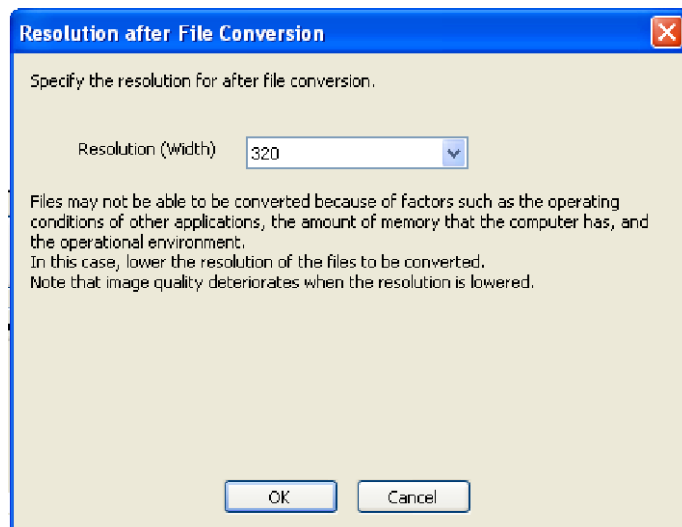 Resolution after File Conversion
Specify the resolution for after file conversion.
Resolution (Width) 320
Files may not be able to be converted because of factors such as the operating
conditions of other applications, the amount of memory that the computer has, and
the operational environment.
In this case, lower the resolution of the files to be converted.
Note that image quality deteriorates when the resolution is lowered.
OK Cancel